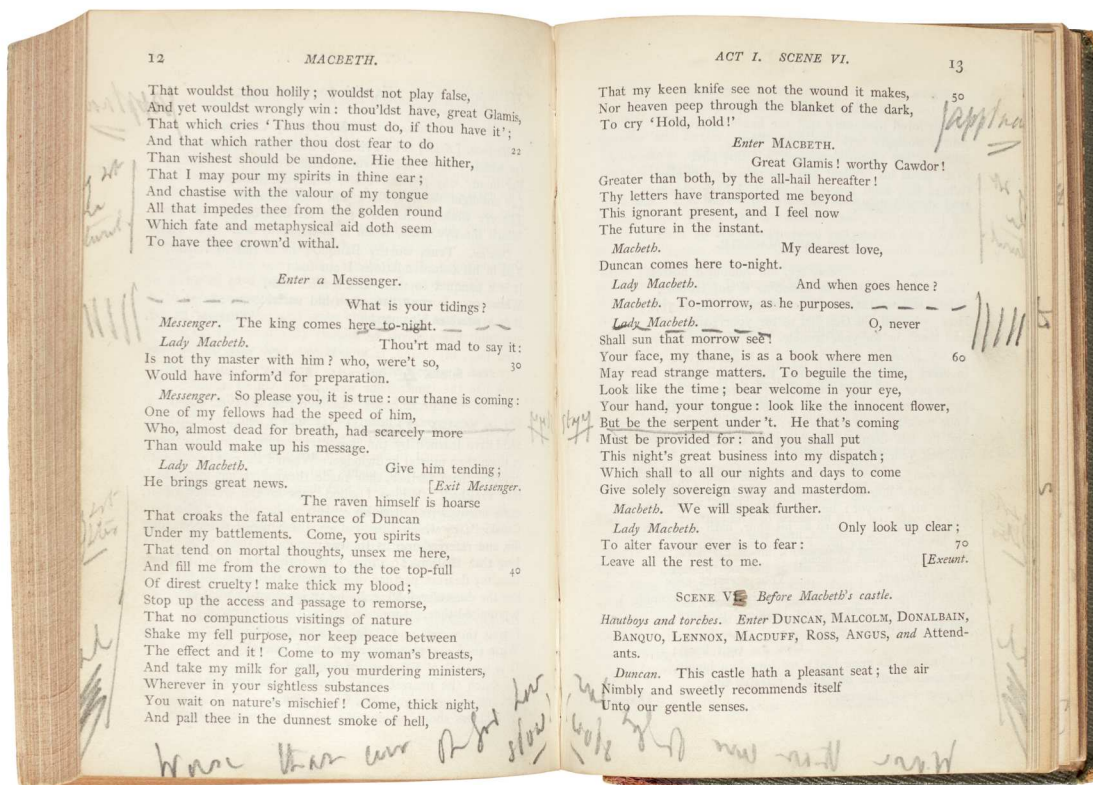 12
MACBETH.
That wouldst thou holily; wouldst not play false,
And yet wouldst wrongly win: thou'ldst have, great Glamis,
That which cries 'Thus thou must do, if thou have it';
And that which rather thou dost fear to do
22
Than wishest should be undone. Hie thee hither,
That I may pour my spirits in thine ear;
And chastise with the valour of my tongue
All that impedes thee from the golden round
Which fate and metaphysical aid doth seem
To have thee crown'd withal.
Enter a Messenger.
What is your tidings?
Messenger. The king comes here to-night.
Lady Macbeth. Thou'rt mad to say it:
Is not thy master with him? who, were't so, 30
Would have inform'd for preparation.
Messenger. So please you, it is true: our thane is coming:
One of my fellows had the speed of him,
Who, almost dead for breath, had scarcely more
Than would make up his message.
Lady Macbeth. Give him tending;
He brings great news. [Exit Messenger.
The raven himself is hoarse
That croaks the fatal entrance of Duncan
Under my battlements. Come, you spirits
That tend on mortal thoughts, unsex me here,
And fill me from the crown to the toe top-full 40
Of direst cruelty! make thick my blood;
Stop up the access and passage to remorse,
That no compunctious visitings of nature
Shake my fell purpose, nor keep peace between
The effect and it! Come to my woman's breasts,
And take my milk for gall, you murdering ministers,
Wherever in your sightless substances
You wait on nature's mischief! Come, thick night,
And pall thee in the dunnest smoke of hell,
Low
slow
ACT I. SCENE VI.
13
That my keen knife see not the wound it makes, 50
Nor heaven peep through the blanket of the dark,
To cry 'Hold, hold!'
Enter MACBETH.
Great Glamis! worthy Cawdor!
Greater than both, by the all-hail hereafter!
Thy letters have transported me beyond
This ignorant present, and I feel now
The future in the instant.
Macbeth. My dearest love,
Duncan comes here to-night.
Lady Macbeth. And when goes hence?
Macbeth. To-morrow, as he purposes.
Lady Macbeth. O, never
Shall sun that morrow see!
Your face, my thane, is as a book where men 60
May read strange matters. To beguile the time,
Look like the time; bear welcome in your eye,
Your hand, your tongue: look like the innocent flower,
But be the serpent under 't. He that's coming
Must be provided for: and you shall put
This night's great business into my dispatch;
Which shall to all our nights and days to come
Give solely sovereign sway and masterdom.
Macbeth. We will speak further.
Lady Macbeth. Only look up clear;
To alter favour ever is to fear: 70
Leave all the rest to me. [Exeunt.
SCENE VI. Before Macbeth's castle.
Hautboys and torches. Enter DUNCAN, MALCOLM, DONALBAIN,
BANQUO, LENNOX, MACDUFF, ROSS, ANGUS, and Attend-
ants.
Duncan. This castle hath a pleasant seat; the air
Nimbly and sweetly recommends itself
Unto our gentle senses.